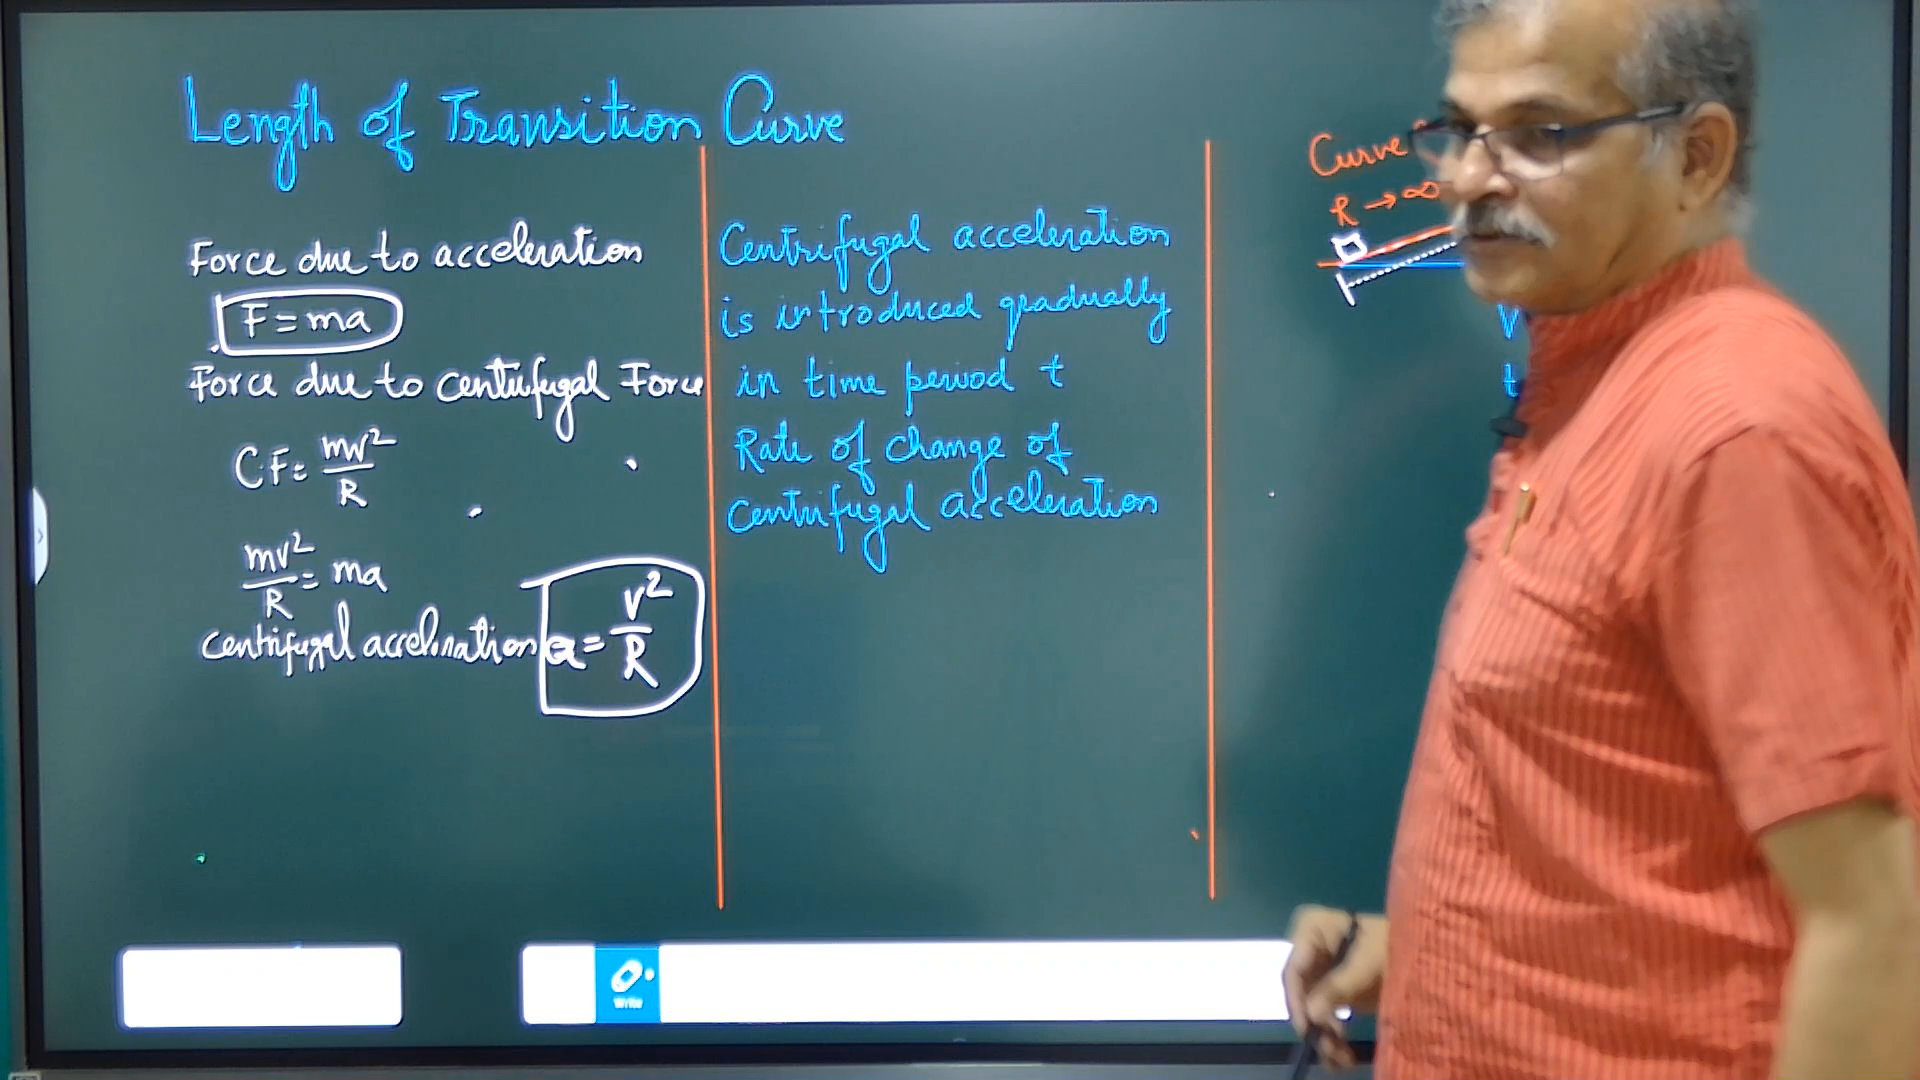 Length of Transition Curve
Force due to acceleration
F = ma
Force due to centrifugal Force
C.F = mv²/R
mv²/R = ma
centrifugal acceleration a = v²/R
Centrifugal acceleration
is introduced gradually
in time period t
Rate of change of
centrifugal acceleration
Curve
R → ∞
V
t
Write